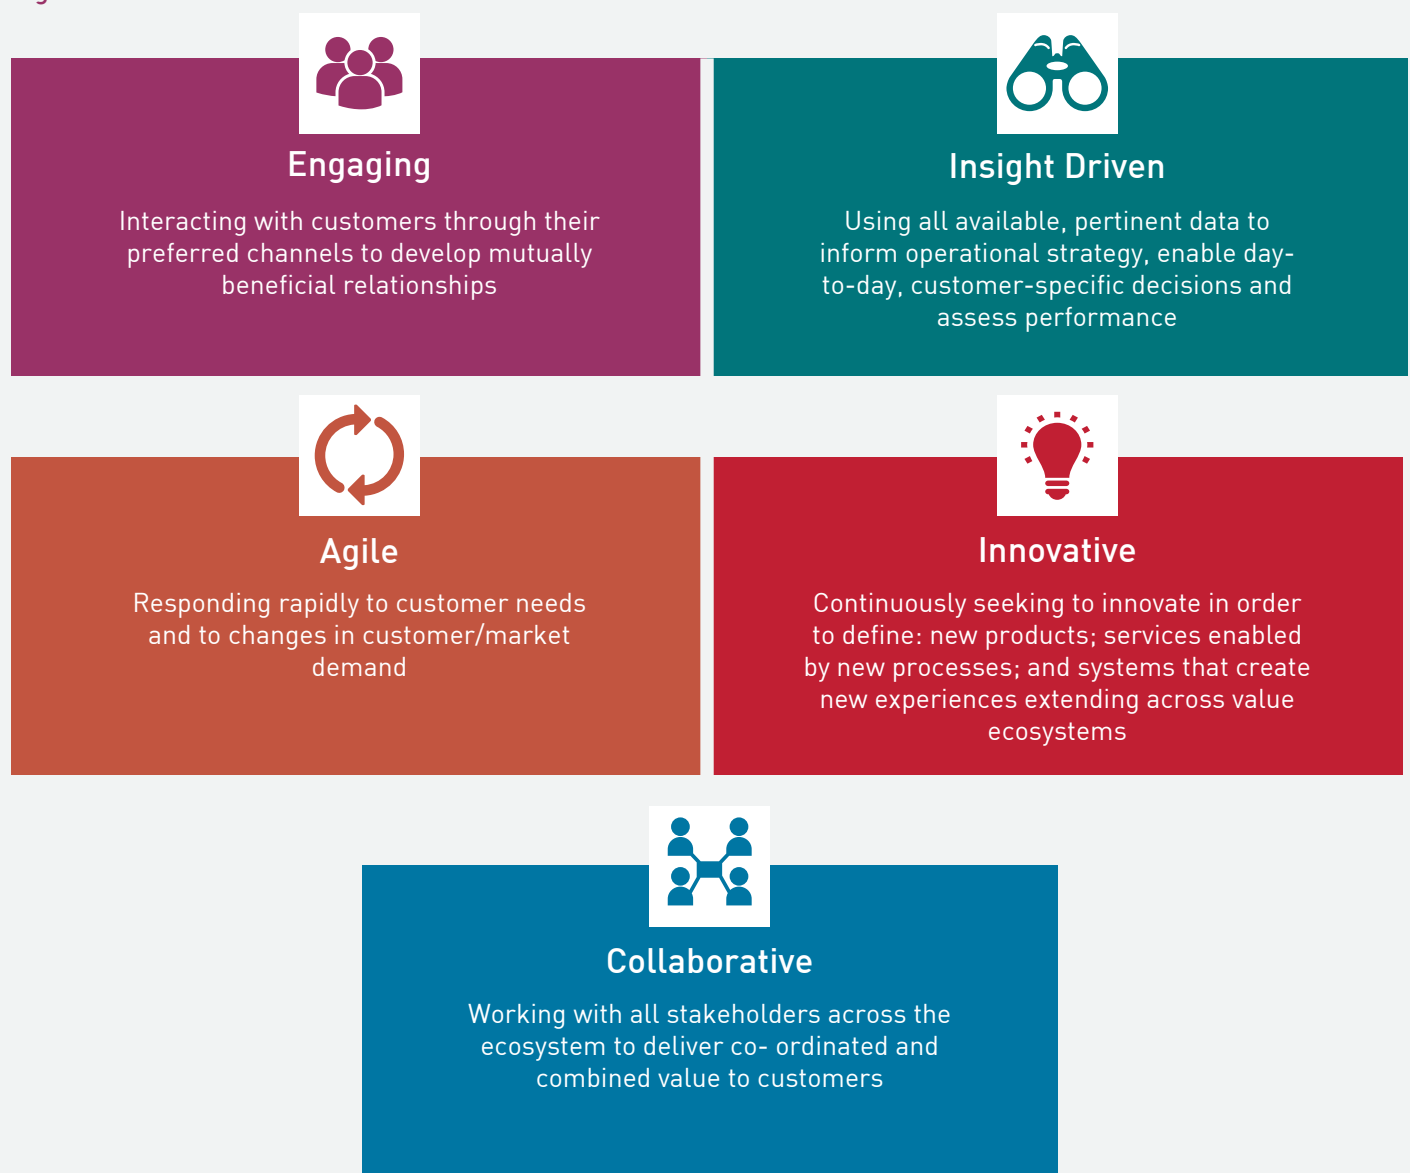 Engaging
Interacting with customers through their
preferred channels to develop mutually
beneficial relationships
Insight Driven
Using all available, pertinent data to
inform operational strategy, enable day-
to-day, customer-specific decisions and
assess performance
Agile
Responding rapidly to customer needs
and to changes in customer/market
demand
Innovative
Continuously seeking to innovate in order
to define: new products; services enabled
by new processes; and systems that create
new experiences extending across value
ecosystems
Collaborative
Working with all stakeholders across the
ecosystem to deliver co- ordinated and
combined value to customers